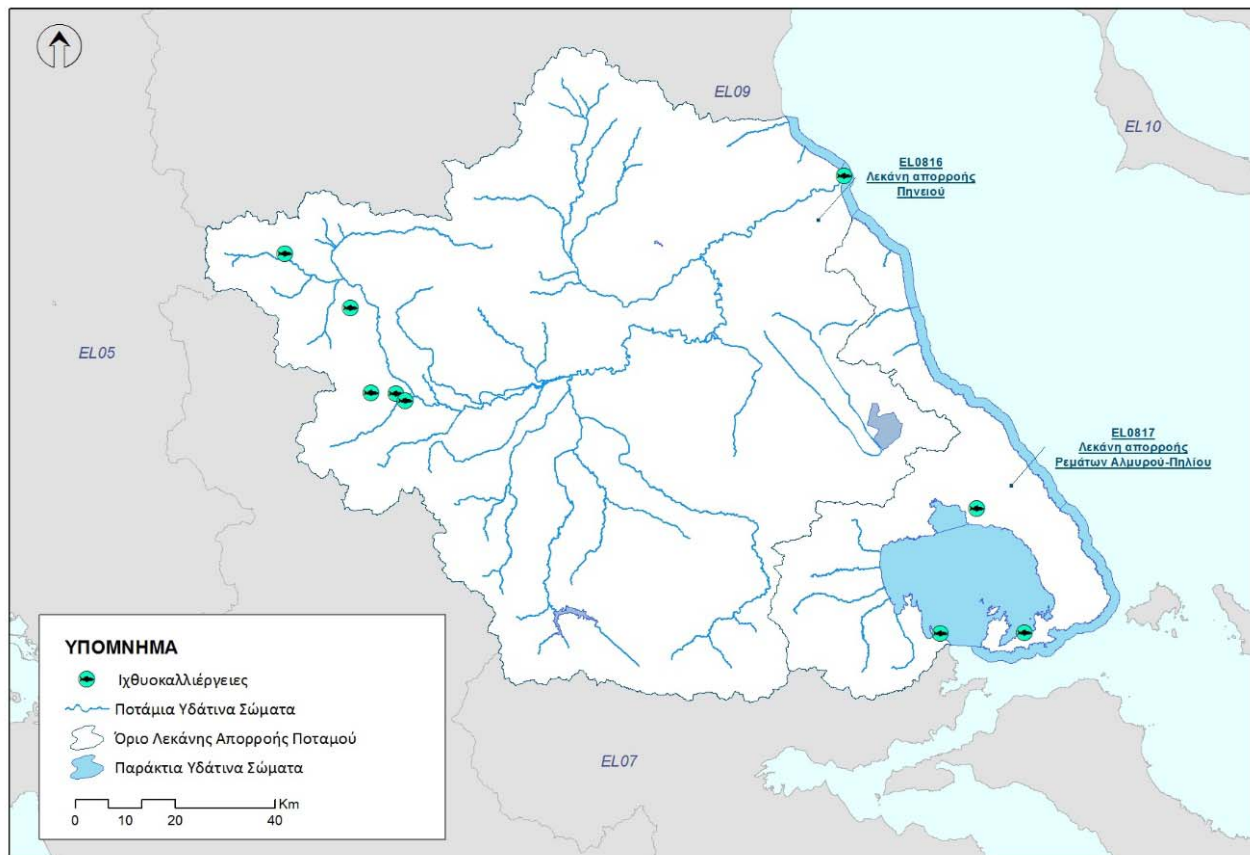 EL09
EL10
EL0816
Λεκάνη απορροής
Πηνειού
EL05
EL0817
Λεκάνη απορροής
Ρεμάτων Αλμυρού-Πηλίου
EL07
ΥΠΟΜΝΗΜΑ
Ιχθυοκαλλιέργειες
Ποτάμια Υδάτινα Σώματα
Όριο Λεκάνης Απορροής Ποταμού
Παράκτια Υδάτινα Σώματα
Km
0 10 20 40